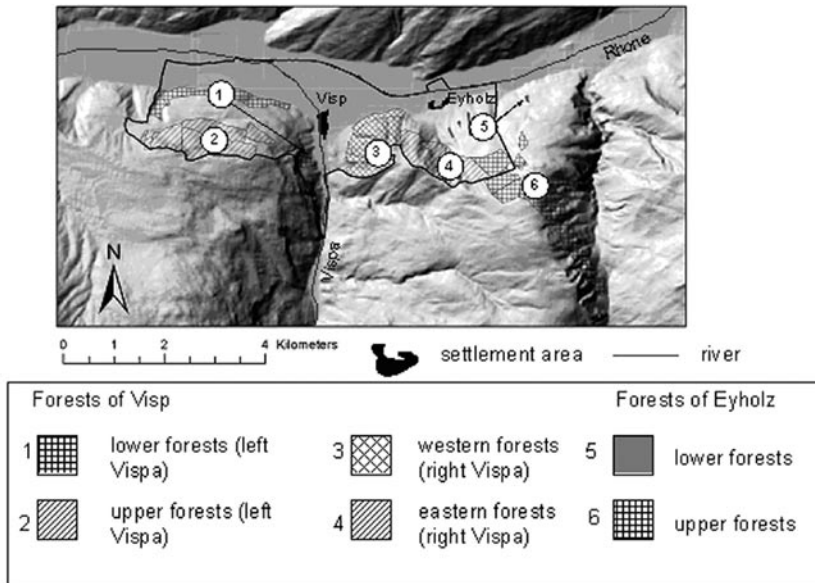 Rhone
Visp
Eyholz
1
2
3
4
5
6
Vispa
N
0 2 4 Kilometers
settlement area
river
Forests of Visp
Forests of Eyholz
1 lower forests (left
Vispa)
3 western forests
(right Vispa)
5 lower forests
2 upper forests (left
Vispa)
4 eastern forests
(right Vispa)
6 upper forests